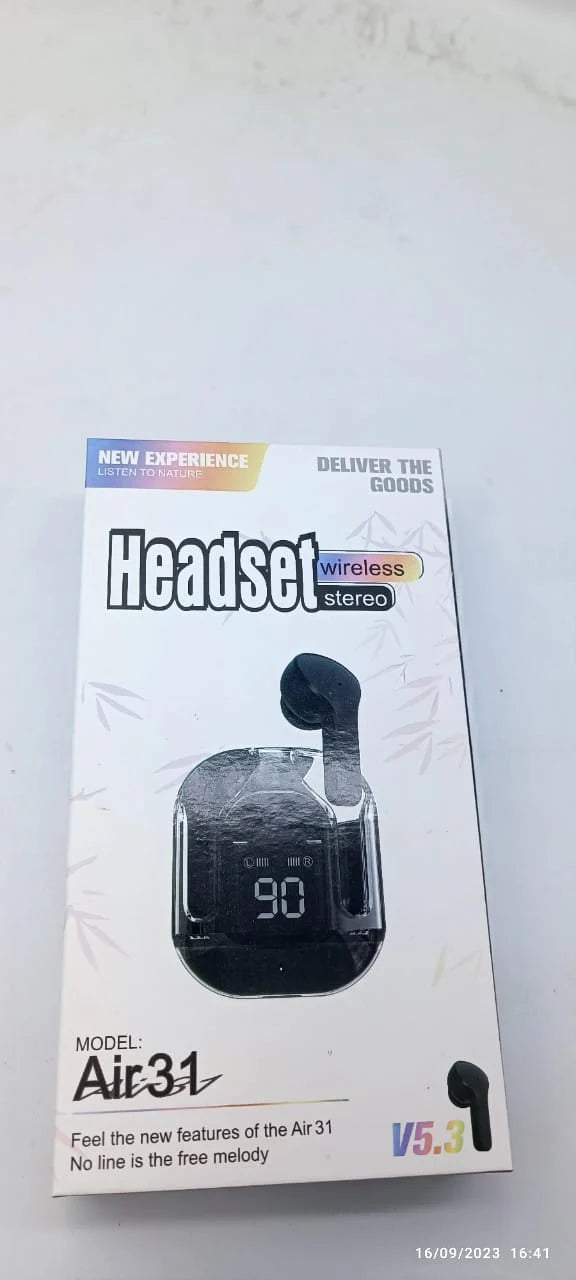 NEW EXPERIENCE
LISTEN TO NATURE
DELIVER THE
GOODS
Headset
wireless
stereo
L R
90
MODEL:
Air31
Feel the new features of the Air 31
No line is the free melody
V5.3
16/09/2023 16:41